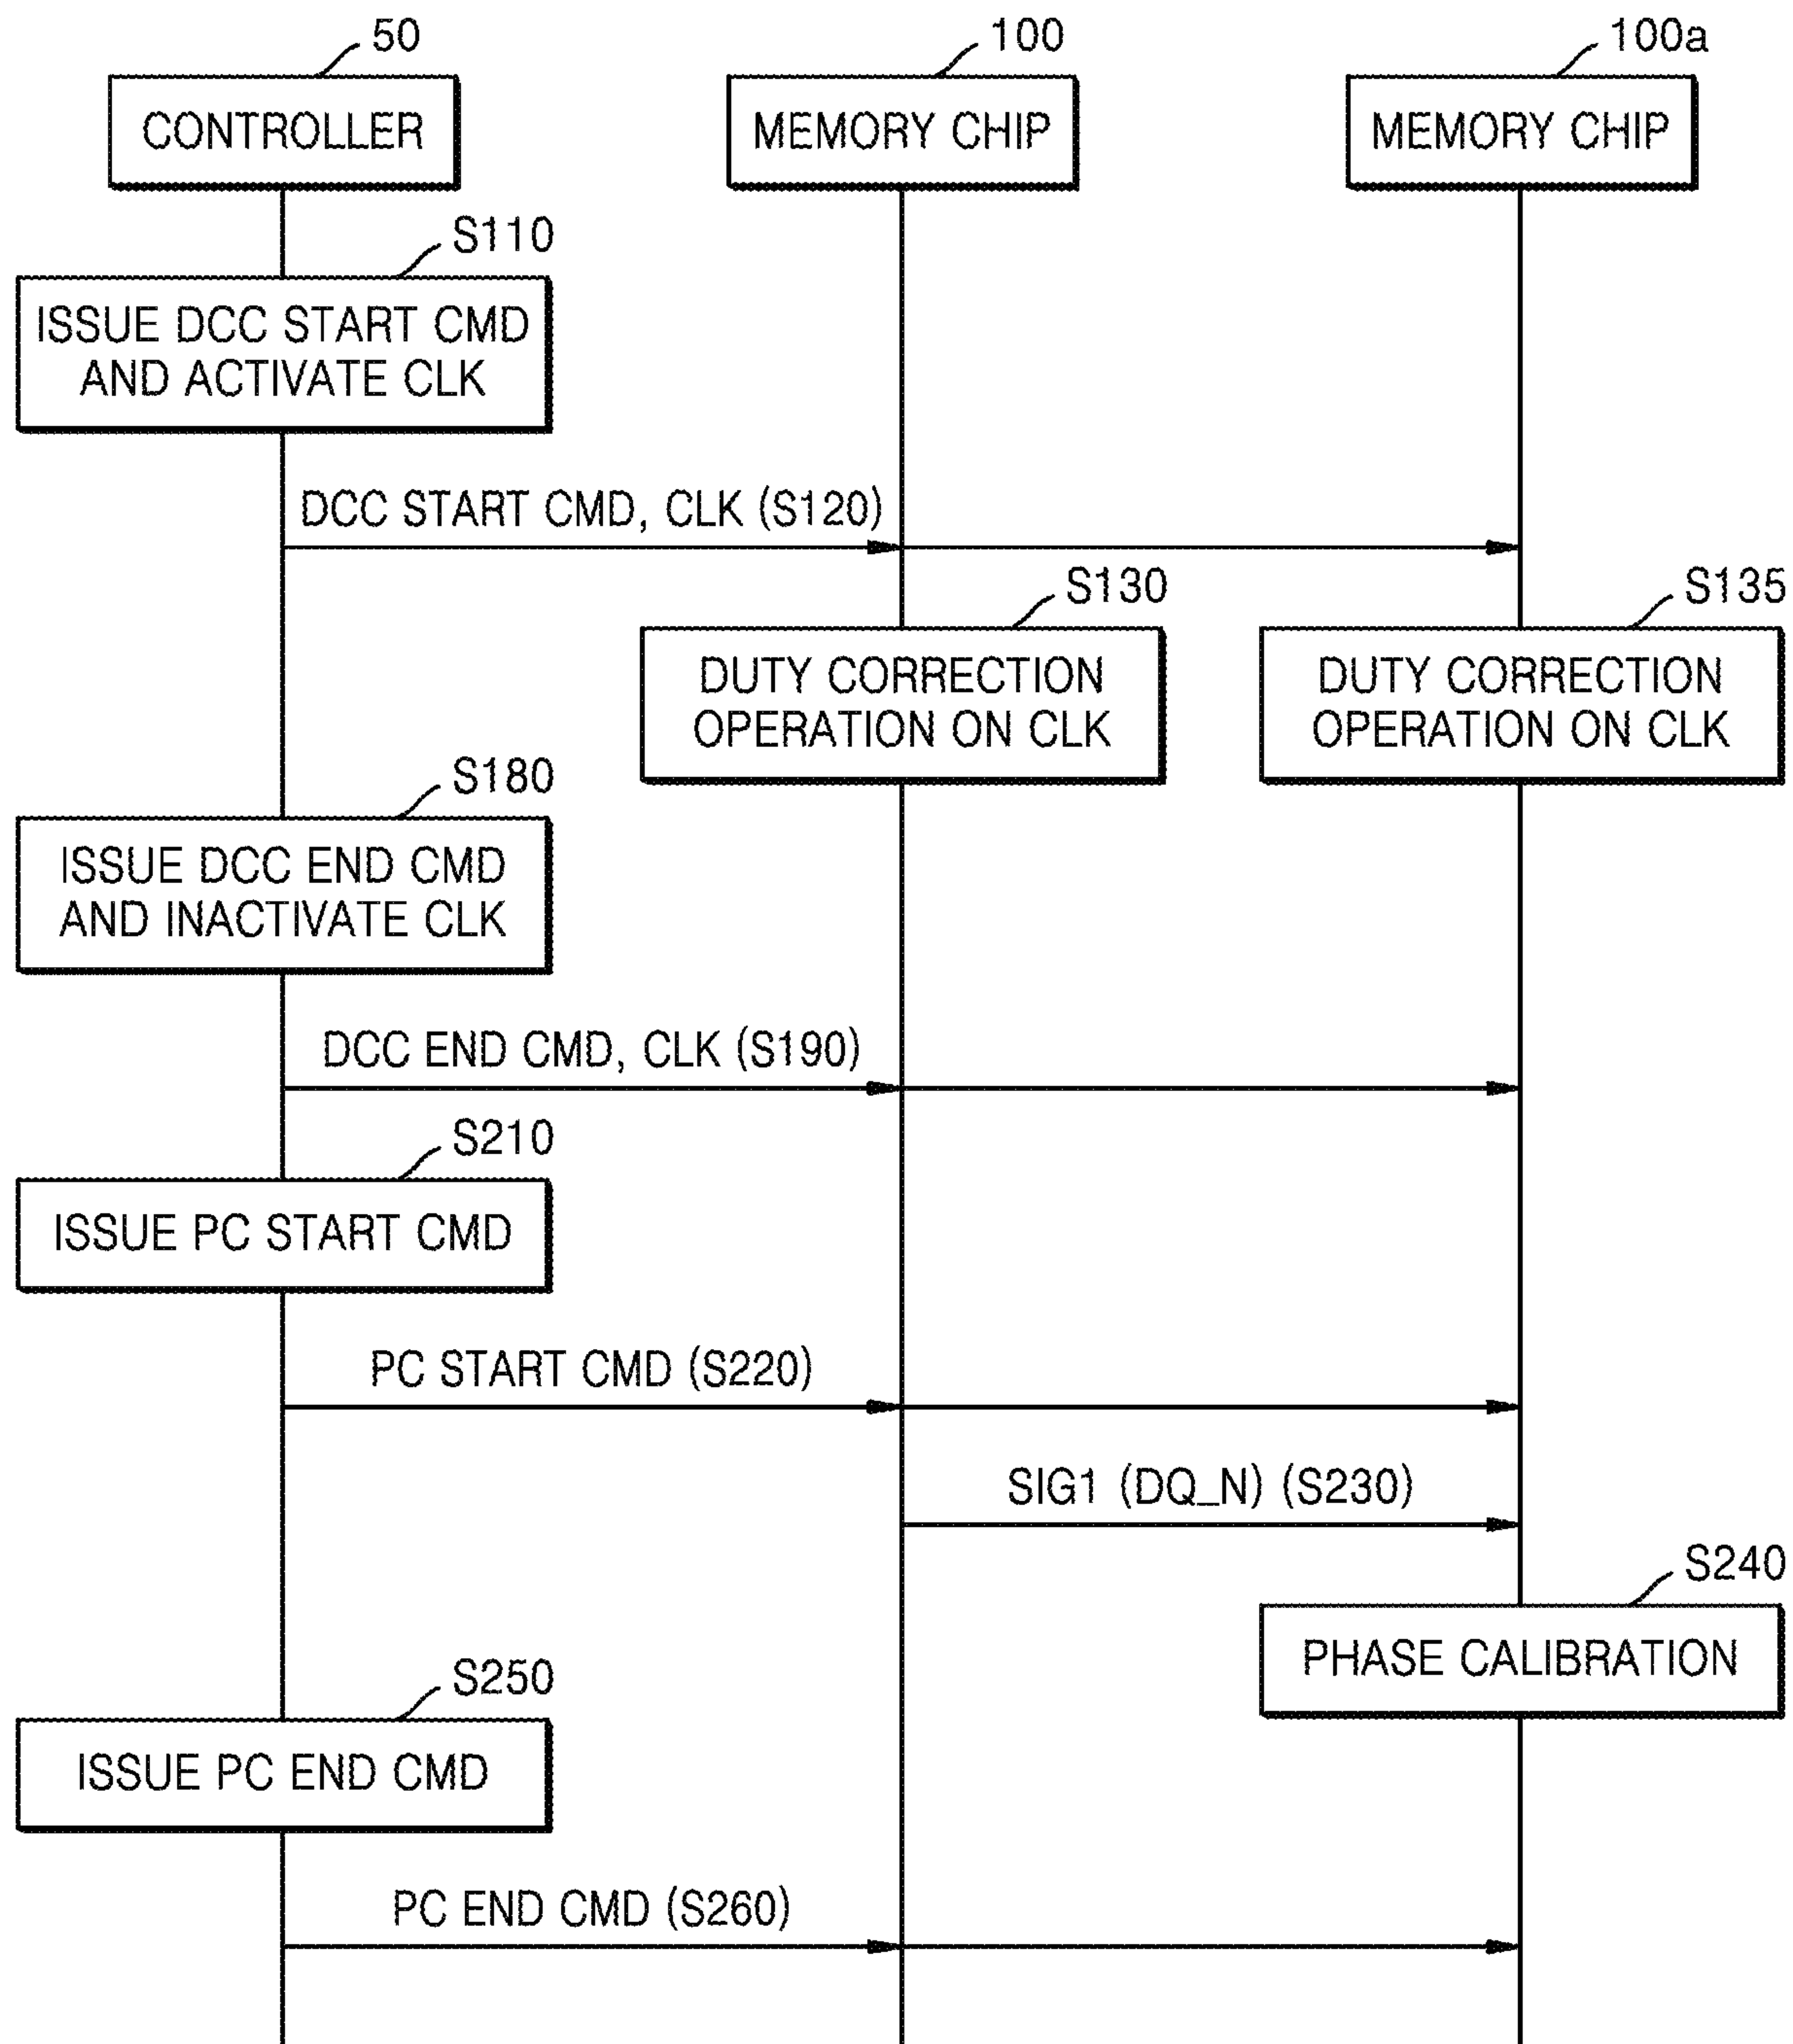 50
100
100a
CONTROLLER
MEMORY CHIP
MEMORY CHIP
S110
ISSUE DCC START CMD
AND ACTIVATE CLK
DCC START CMD, CLK (S120)
S130
S135
DUTY CORRECTION
OPERATION ON CLK
DUTY CORRECTION
OPERATION ON CLK
S180
ISSUE DCC END CMD
AND INACTIVATE CLK
DCC END CMD, CLK (S190)
S210
ISSUE PC START CMD
PC START CMD (S220)
SIG1 (DQ_N) (S230)
S240
PHASE CALIBRATION
S250
ISSUE PC END CMD
PC END CMD (S260)